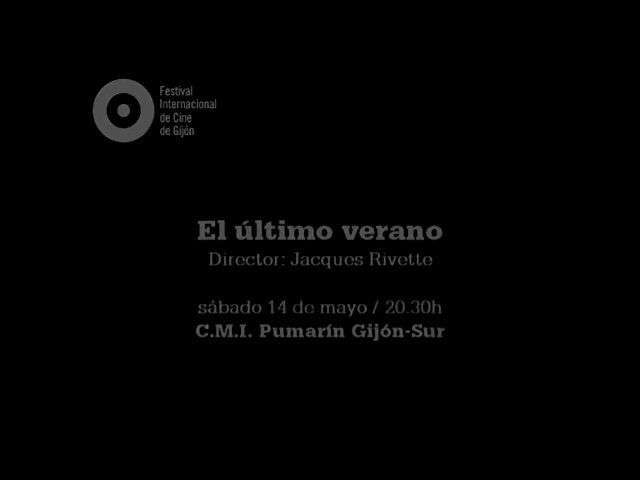 Festival
Internacional
de Cine
de Gijón
El último verano
Director: Jacques Rivette
sábado 14 de mayo / 20.30h
C.M.I. Pumarín Gijón-Sur